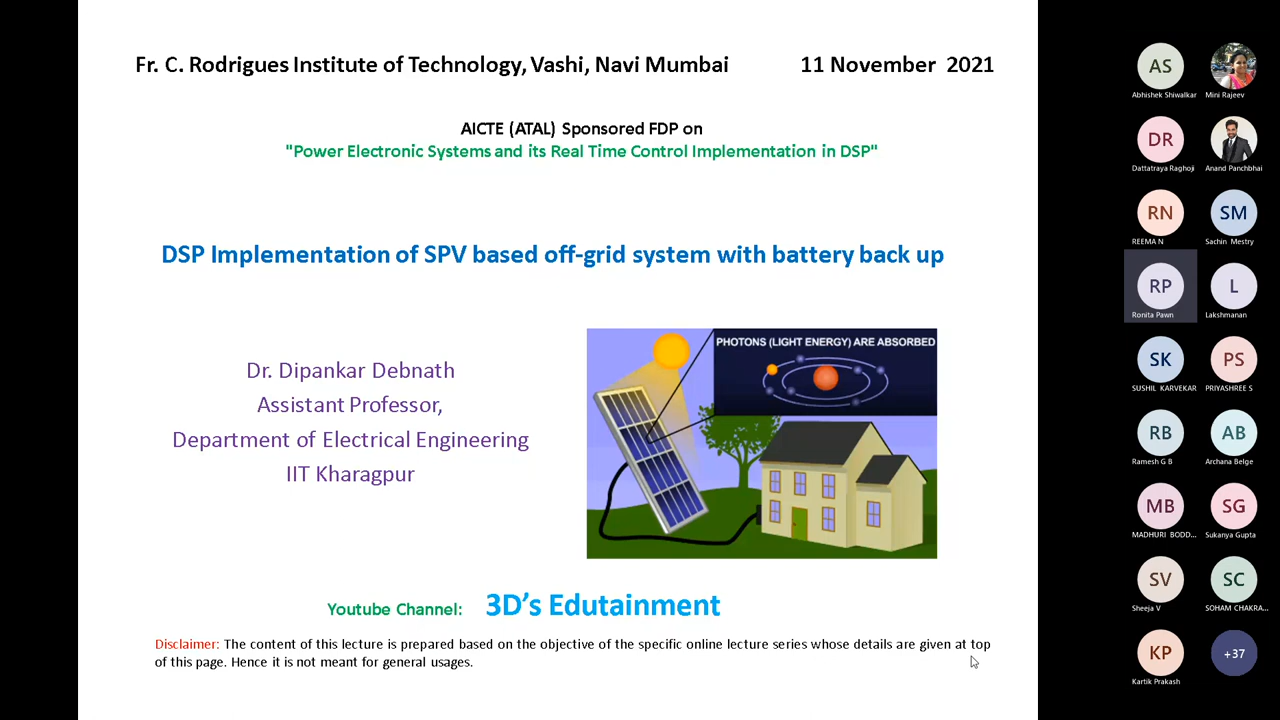 Fr. C. Rodrigues Institute of Technology, Vashi, Navi Mumbai 11 November 2021
AICTE (ATAL) Sponsored FDP on
"Power Electronic Systems and its Real Time Control Implementation in DSP"
DSP Implementation of SPV based off-grid system with battery back up
PHOTONS (LIGHT ENERGY) ARE ABSORBED
Dr. Dipankar Debnath
Assistant Professor,
Department of Electrical Engineering
IIT Kharagpur
Youtube Channel: 3D's Edutainment
Disclaimer: The content of this lecture is prepared based on the objective of the specific online lecture series whose details are given at top
of this page. Hence it is not meant for general usages.
AS
Abhishek Shiwalkar Mini Rajeev
DR
Dattatraya Raghoji Anand Panchbhai
RN SM
REEMA N Sachin Mestry
RP L
Ronita Pawn Lakshmanan
SK PS
SUSHIL KARVEKAR PRIYASHREE S
RB AB
Ramesh G B Archana Belge
MB SG
MADHURI BODD... Sukanya Gupta
SV SC
Sheeja V SOHAM CHAKRA...
KP +37
Kartik Prakash